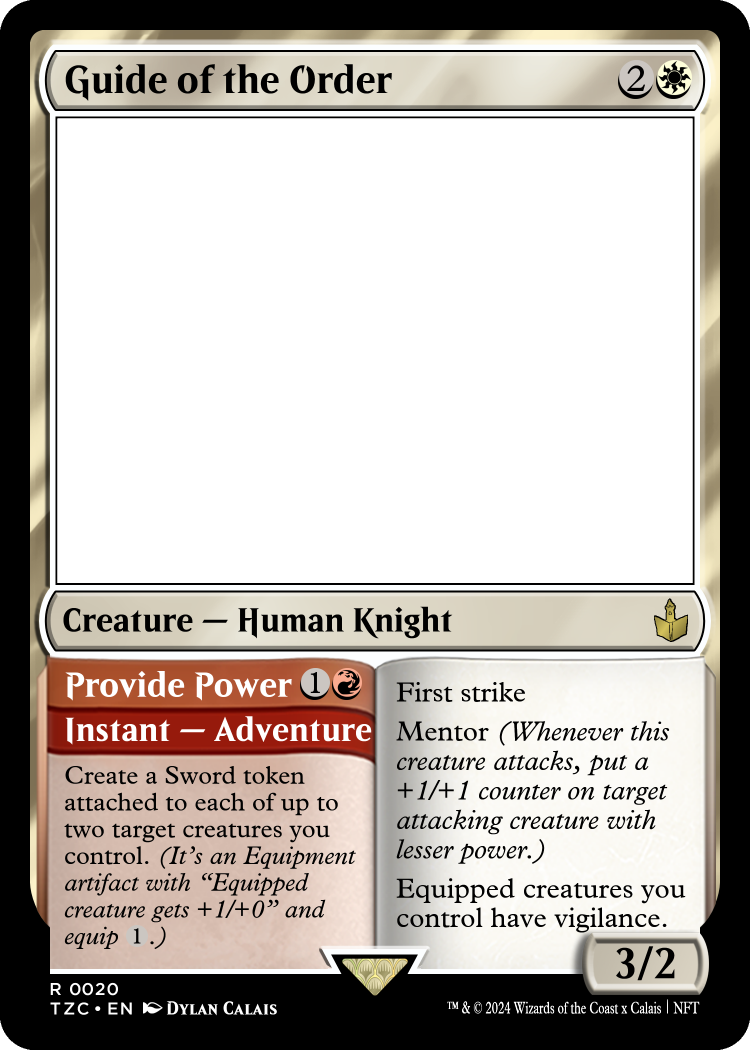 Guide of the Order 2
Creature — Human Knight
Provide Power 1
Instant — Adventure
Create a Sword token
attached to each of up to
two target creatures you
control. (It's an Equipment
artifact with “Equipped
creature gets +1/+0” and
equip 1.)
First strike
Mentor (Whenever this
creature attacks, put a
+1/+1 counter on target
attacking creature with
lesser power.)
Equipped creatures you
control have vigilance.
3/2
R 0020
TZC • EN DYLAN CALAIS
™ & © 2024 Wizards of the Coast x Calais | NFT